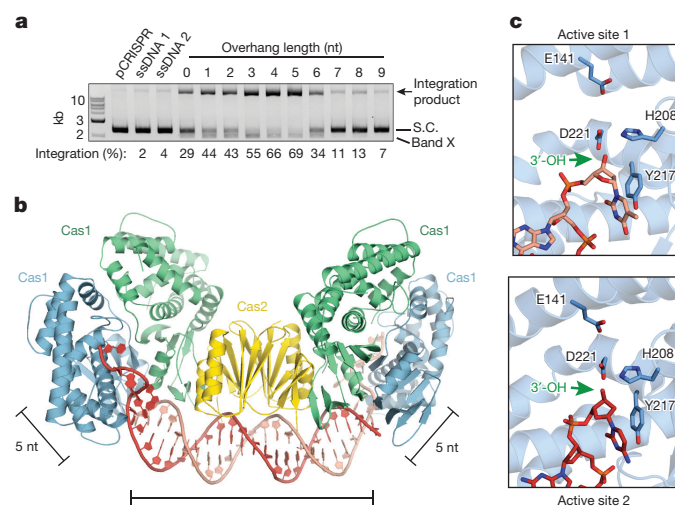 a
pCRISPR
ssDNA 1
ssDNA 2
Overhang length (nt)
0 1 2 3 4 5 6 7 8 9
kb
10
3
2
Integration product
S.C.
Band X
Integration (%): 2 4 29 44 43 55 66 69 34 11 13 7
b
Cas1
Cas1
Cas2
Cas1
Cas1
5 nt
5 nt
c
Active site 1
E141
D221
H208
3′-OH
Y217
E141
D221
H208
3′-OH
Y217
Active site 2